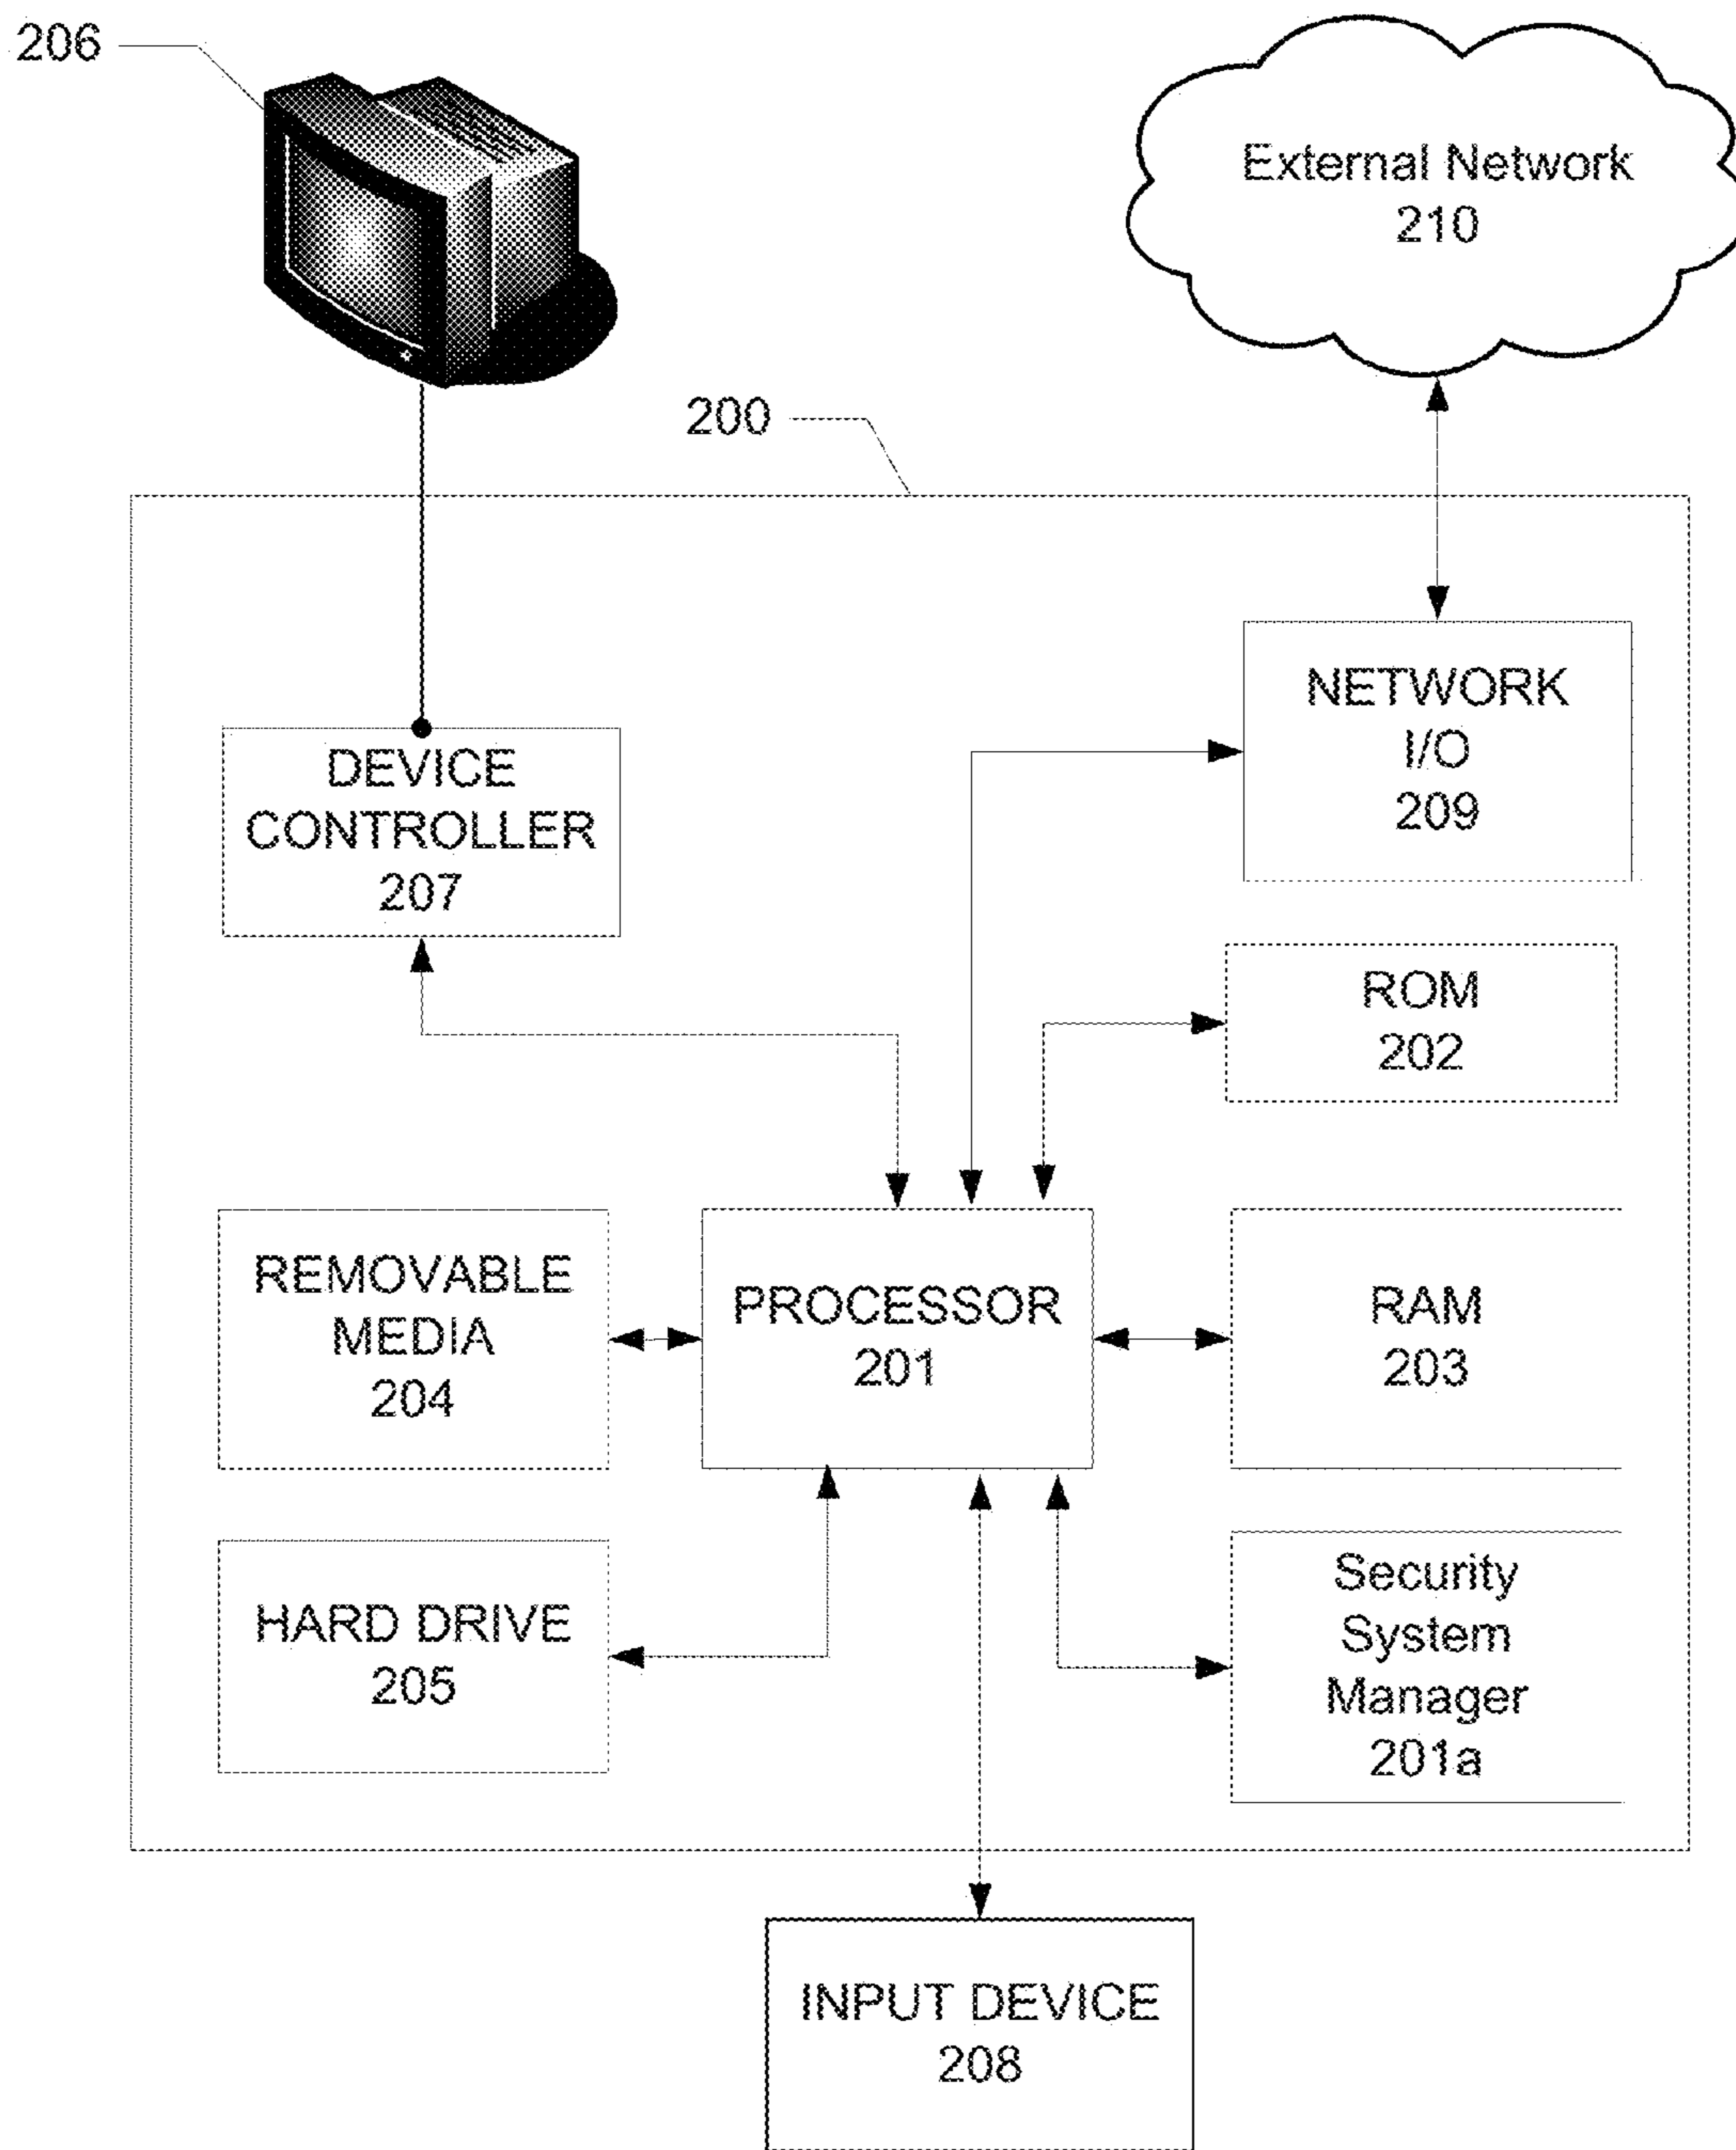 206
External Network
210
200
NETWORK
I/O
209
DEVICE
CONTROLLER
207
ROM
202
REMOVABLE
MEDIA
204
PROCESSOR
201
RAM
203
HARD DRIVE
205
Security
System
Manager
201a
INPUT DEVICE
208